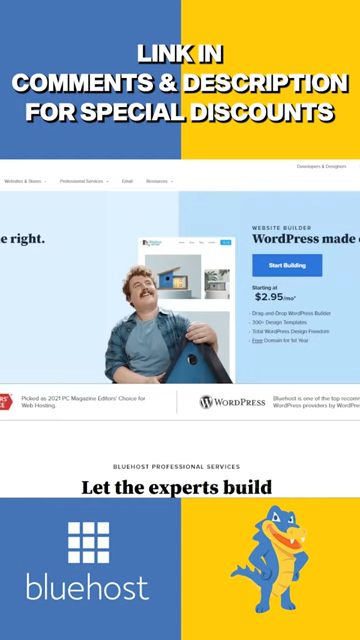 LINK IN
COMMENTS & DESCRIPTION
FOR SPECIAL DISCOUNTS
Developers & Designers
Websites & Stores
Professional Services
Email
Resources
e right.
WEBSITE BUILDER
WordPress made
Start Building
Starting at
$2.95/mo*
- Drag and Drop WordPress Builder
- 300+ Design Templates
- Total WordPress Design Freedom
- Free Domain for 1st Year
Picked as 2021 PC Magazine Editors' Choice for
Web Hosting.
WORDPRESS
Bluehost is one of the top recom
WordPress providers by WordPre
BLUEHOST PROFESSIONAL SERVICES
Let the experts build
bluehost